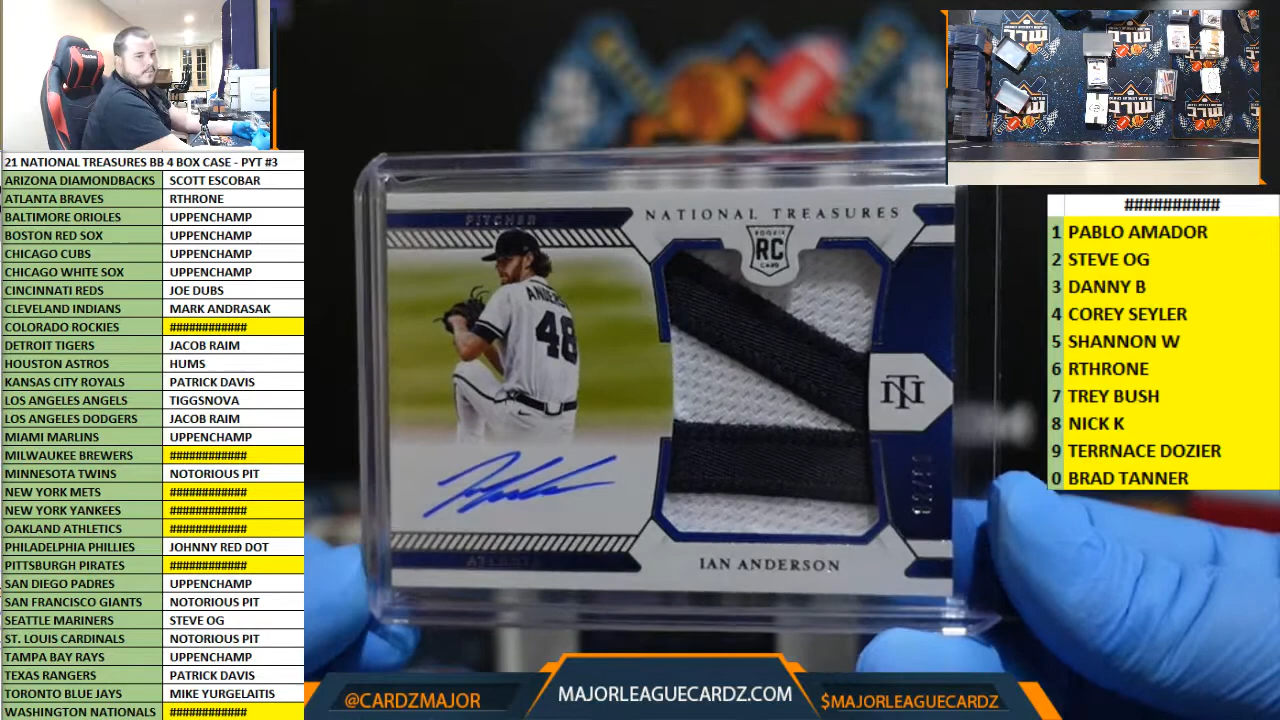 21 NATIONAL TREASURES BB 4 BOX CASE - PYT #3
ARIZONA DIAMONDBACKS SCOTT ESCOBAR
ATLANTA BRAVES RTHRONE
BALTIMORE ORIOLES UPPENCHAMP
BOSTON RED SOX UPPENCHAMP
CHICAGO CUBS UPPENCHAMP
CHICAGO WHITE SOX UPPENCHAMP
CINCINNATI REDS JOE DUBS
CLEVELAND INDIANS MARK ANDRASAK
COLORADO ROCKIES ############
DETROIT TIGERS JACOB RAIM
HOUSTON ASTROS HUMS
KANSAS CITY ROYALS PATRICK DAVIS
LOS ANGELES ANGELS TIGGSNOVA
LOS ANGELES DODGERS JACOB RAIM
MIAMI MARLINS UPPENCHAMP
MILWAUKEE BREWERS ############
MINNESOTA TWINS NOTORIOUS PIT
NEW YORK METS ############
NEW YORK YANKEES ############
OAKLAND ATHLETICS ############
PHILADELPHIA PHILLIES JOHNNY RED DOT
PITTSBURGH PIRATES ############
SAN DIEGO PADRES UPPENCHAMP
SAN FRANCISCO GIANTS NOTORIOUS PIT
SEATTLE MARINERS STEVE OG
ST. LOUIS CARDINALS NOTORIOUS PIT
TAMPA BAY RAYS UPPENCHAMP
TEXAS RANGERS PATRICK DAVIS
TORONTO BLUE JAYS MIKE YURGELAITIS
WASHINGTON NATIONALS ############
PITCHER
NATIONAL TREASURES
ROOKIE
RC
CARD
ANDERS
48
NT
ATLANTA
IAN ANDERSON
##########
1 PABLO AMADOR
2 STEVE OG
3 DANNY B
4 COREY SEYLER
5 SHANNON W
6 RTHRONE
7 TREY BUSH
8 NICK K
9 TERRNACE DOZIER
0 BRAD TANNER
@CARDZMAJOR
MAJORLEAGUECARDZ.COM
$MAJORLEAGUECARDZ